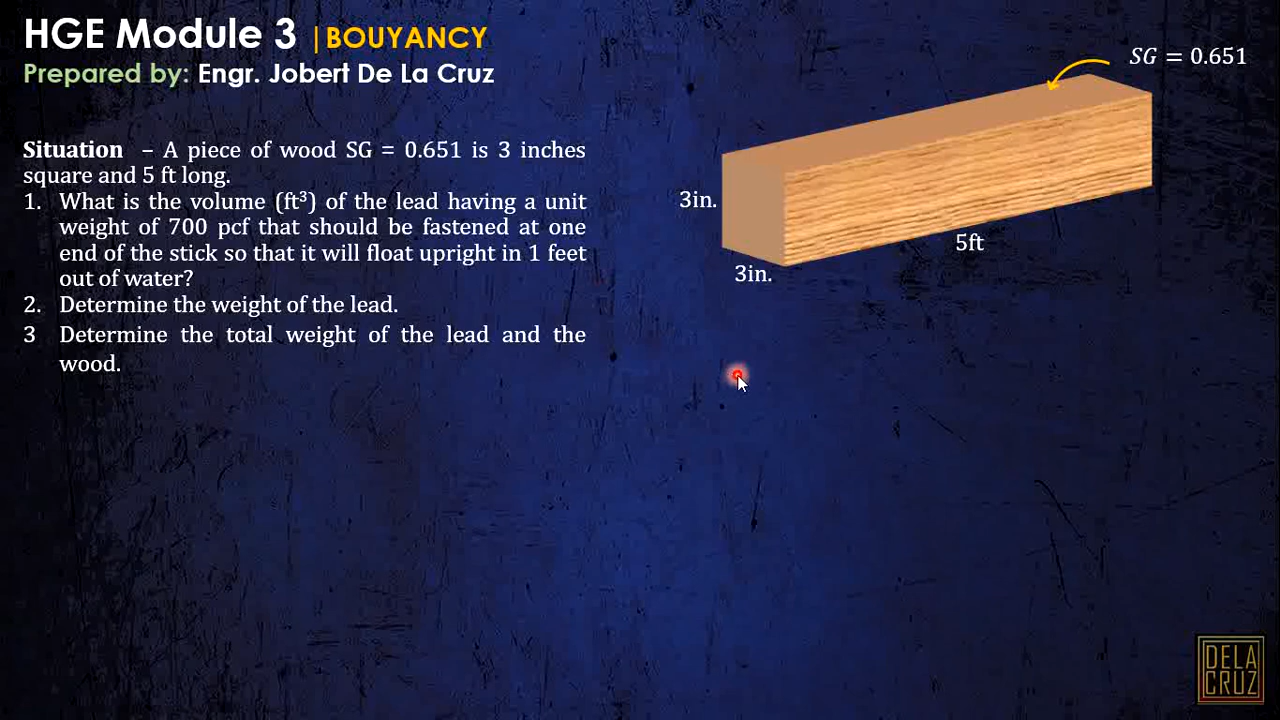 HGE Module 3 | BOUYANCY
Prepared by: Engr. Jobert De La Cruz
SG = 0.651
Situation – A piece of wood SG = 0.651 is 3 inches
square and 5 ft long.
1. What is the volume (ft³) of the lead having a unit
weight of 700 pcf that should be fastened at one
end of the stick so that it will float upright in 1 feet
out of water?
2. Determine the weight of the lead.
3 Determine the total weight of the lead and the
wood.
3in.
5ft
3in.
DELA
CRUZ